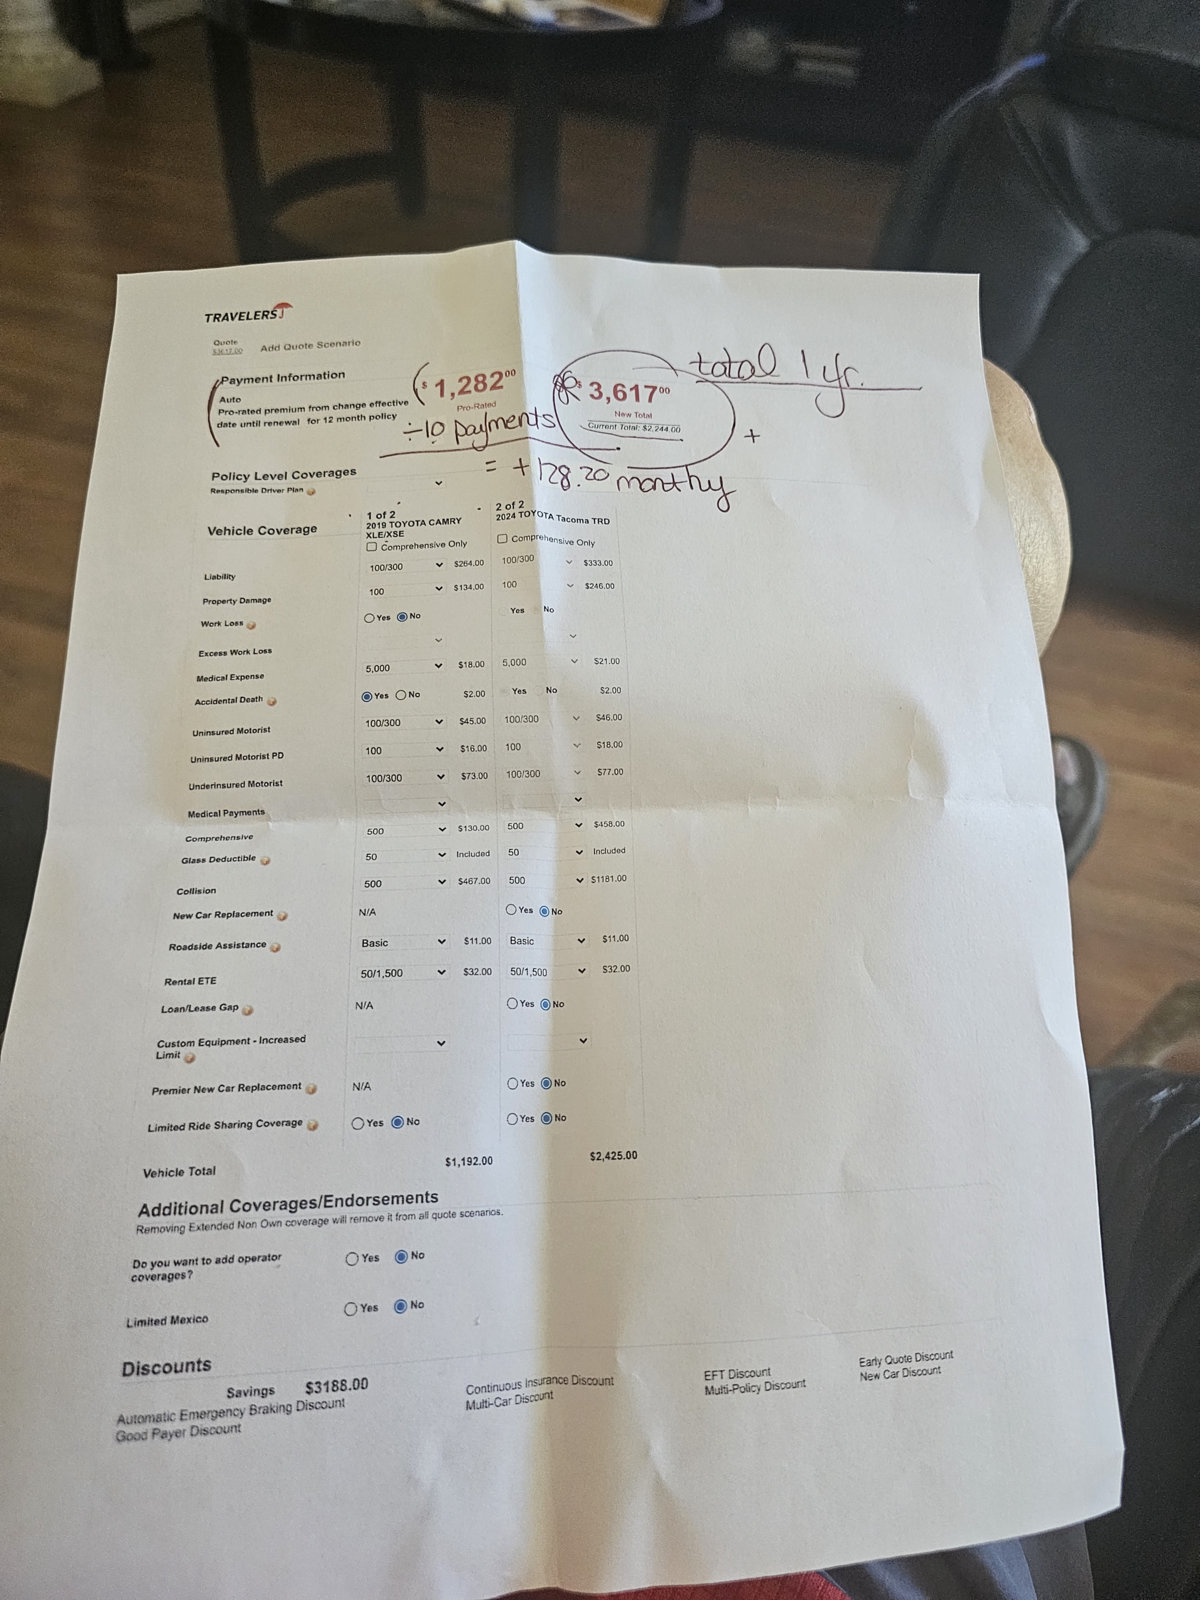 TRAVELERS
Quote
$3617.00
Add Quote Scenario
Payment Information
Auto
Pro-rated premium from change effective
date until renewal for 12 month policy
$1,282.00
Pro-Rated
$3,617.00
New Total
Current Total: $2,244.00
total 1 yr.
÷10 payments
+
= +128.20 monthy
Policy Level Coverages
Responsible Driver Plan
Vehicle Coverage
1 of 2
2019 TOYOTA CAMRY
XLE/XSE
Comprehensive Only
2 of 2
2024 TOYOTA Tacoma TRD
Comprehensive Only
Liability 100/300 $264.00 100/300 $333.00
Property Damage 100 $134.00 100 $246.00
Work Loss Yes No Yes No
Excess Work Loss
Medical Expense 5,000 $18.00 5,000 $21.00
Accidental Death Yes No $2.00 Yes No $2.00
Uninsured Motorist 100/300 $45.00 100/300 $46.00
Uninsured Motorist PD 100 $16.00 100 $18.00
Underinsured Motorist 100/300 $73.00 100/300 $77.00
Medical Payments
Comprehensive 500 $130.00 500 $458.00
Glass Deductible 50 Included 50 Included
Collision 500 $467.00 500 $1181.00
New Car Replacement N/A Yes No
Roadside Assistance Basic $11.00 Basic $11.00
Rental ETE 50/1,500 $32.00 50/1,500 $32.00
Loan/Lease Gap N/A Yes No
Custom Equipment - Increased
Limit
Premier New Car Replacement N/A Yes No
Limited Ride Sharing Coverage Yes No Yes No
Vehicle Total $1,192.00 $2,425.00
Additional Coverages/Endorsements
Removing Extended Non Own coverage will remove it from all quote scenarios.
Do you want to add operator
coverages?
Yes No
Limited Mexico Yes No
Discounts
Savings $3188.00
Automatic Emergency Braking Discount
Good Payer Discount
Continuous Insurance Discount
Multi-Car Discount
EFT Discount
Multi-Policy Discount
Early Quote Discount
New Car Discount